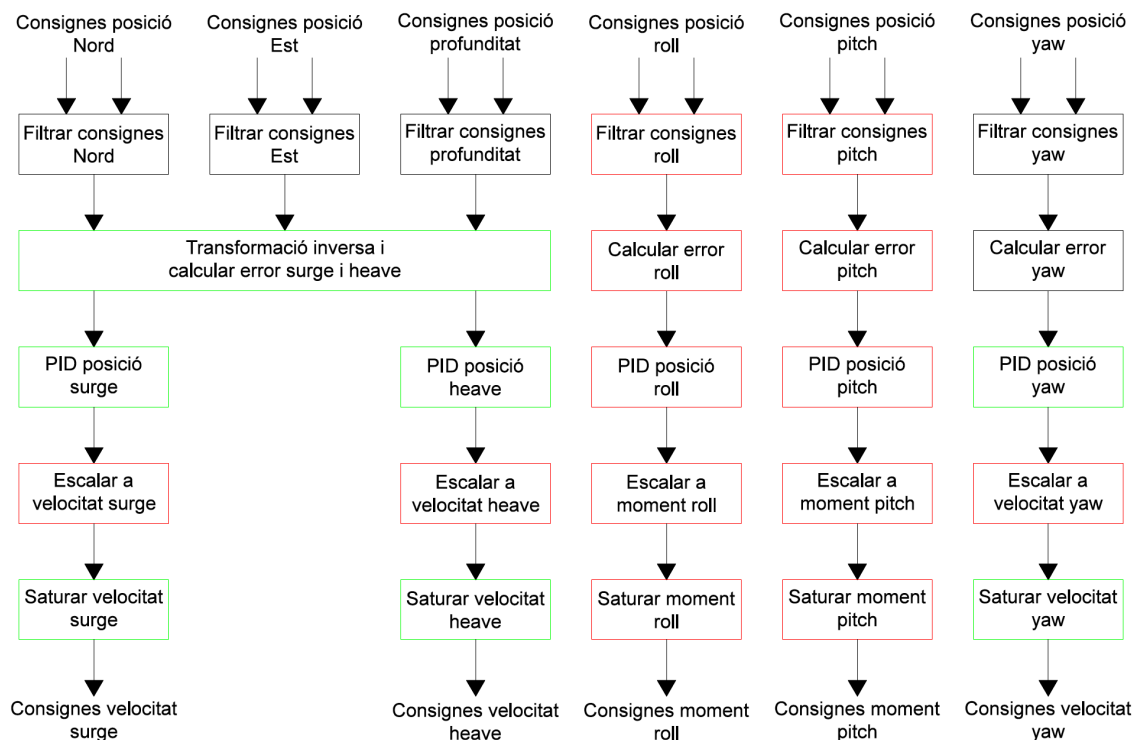 Consignes posició
Nord
Consignes posició
Est
Consignes posició
profunditat
Consignes posició
roll
Consignes posició
pitch
Consignes posició
yaw
Filtrar consignes
Nord
Filtrar consignes
Est
Filtrar consignes
profunditat
Filtrar consignes
roll
Filtrar consignes
pitch
Filtrar consignes
yaw
Transformació inversa i
calcular error surge i heave
Calcular error
roll
Calcular error
pitch
Calcular error
yaw
PID posició
surge
PID posició
heave
PID posició
roll
PID posició
pitch
PID posició
yaw
Escalar a
velocitat surge
Escalar a
velocitat heave
Escalar a
moment roll
Escalar a
moment pitch
Escalar a
velocitat yaw
Saturar velocitat
surge
Saturar velocitat
heave
Saturar moment
roll
Saturar moment
pitch
Saturar velocitat
yaw
Consignes velocitat
surge
Consignes velocitat
heave
Consignes moment
roll
Consignes moment
pitch
Consignes velocitat
yaw